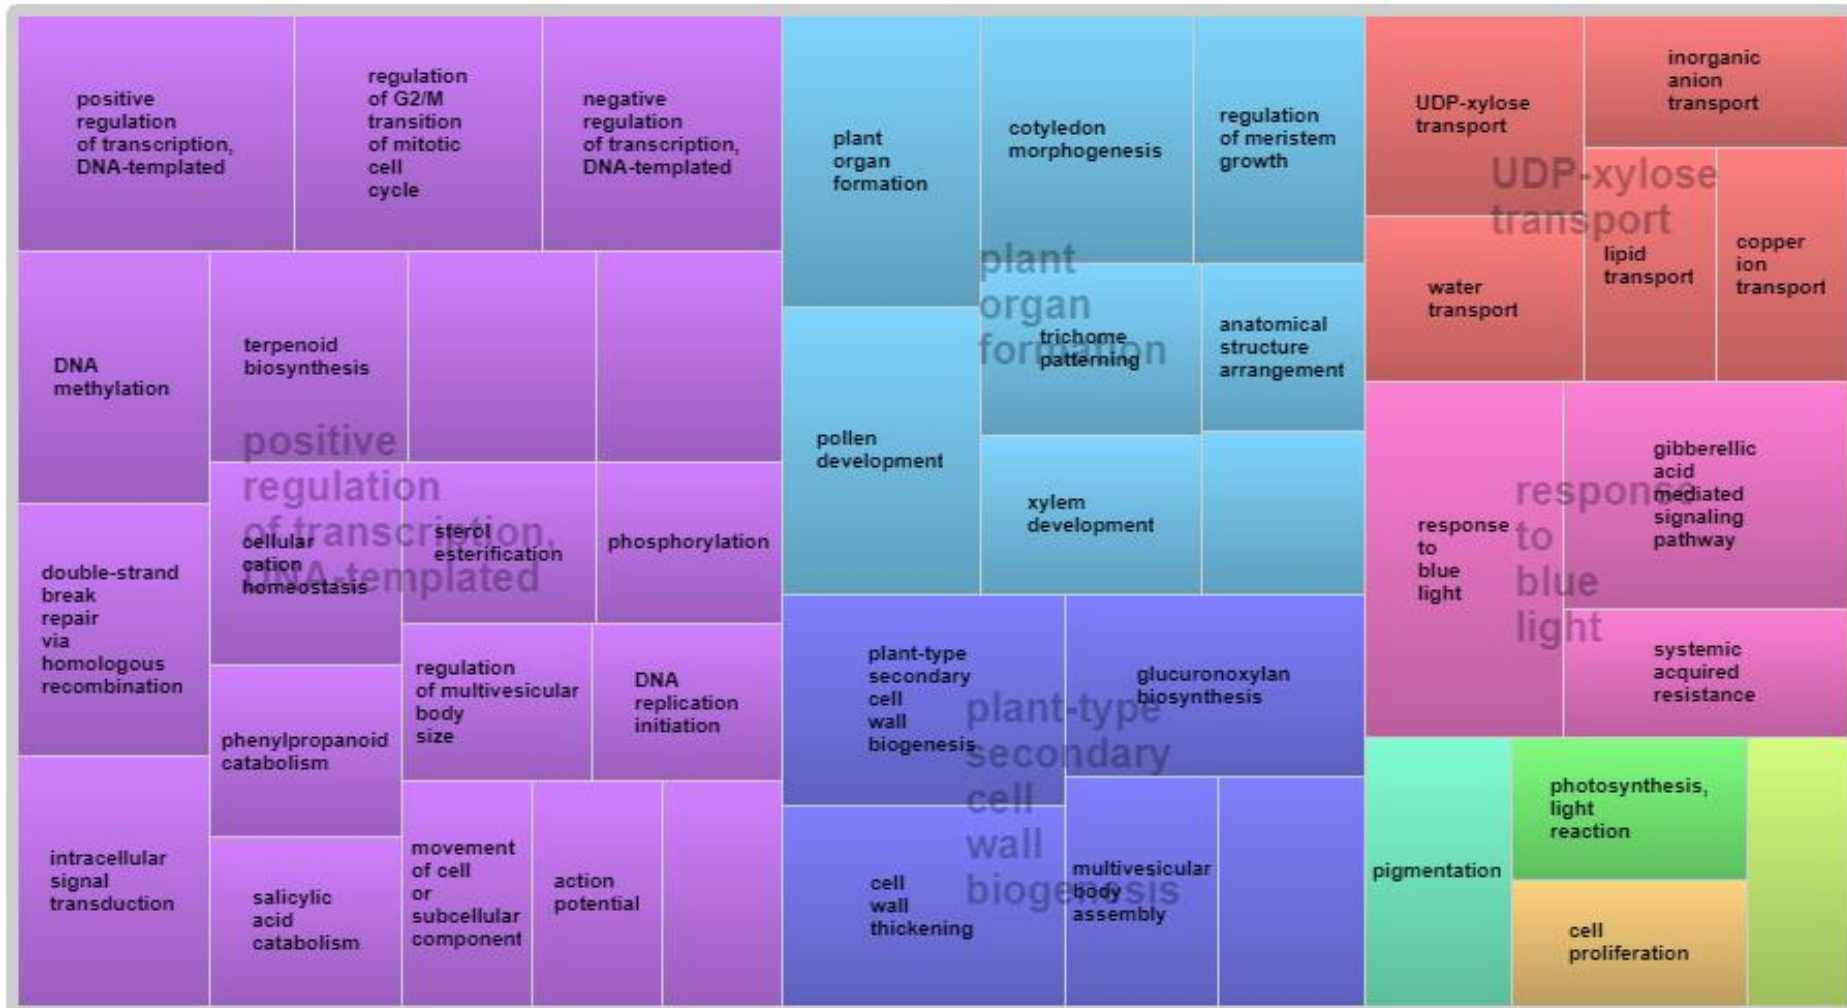 positive
regulation
of transcription,
DNA-templated
regulation
of G2/M
transition
of mitotic
cell
cycle
negative
regulation
of transcription,
DNA-templated
DNA
methylation
terpenoid
biosynthesis
positive
regulation
of transcription,
DNA-templated
double-strand
break
repair
via
homologous
recombination
cellular
cation
homeostasis
sterol
esterification
phosphorylation
phenylpropanoid
catabolism
regulation
of multivesicular
body
size
DNA
replication
initiation
intracellular
signal
transduction
salicylic
acid
catabolism
movement
of cell
or
subcellular
component
action
potential
plant
organ
formation
cotyledon
morphogenesis
regulation
of meristem
growth
plant
organ
formation
trichome
patterning
anatomical
structure
arrangement
pollen
development
xylem
development
plant-type
secondary
cell
wall
biogenesis
glucuronoxylan
biosynthesis
plant-type
secondary
cell
wall
biogenesis
cell
wall
thickening
multivesicular
body
assembly
UDP-xylose
transport
inorganic
anion
transport
UDP-xylose
transport
water
transport
lipid
transport
copper
ion
transport
response
to
blue
light
gibberellic
acid
mediated
signaling
pathway
response
to
blue
light
systemic
acquired
resistance
pigmentation
photosynthesis,
light
reaction
cell
proliferation